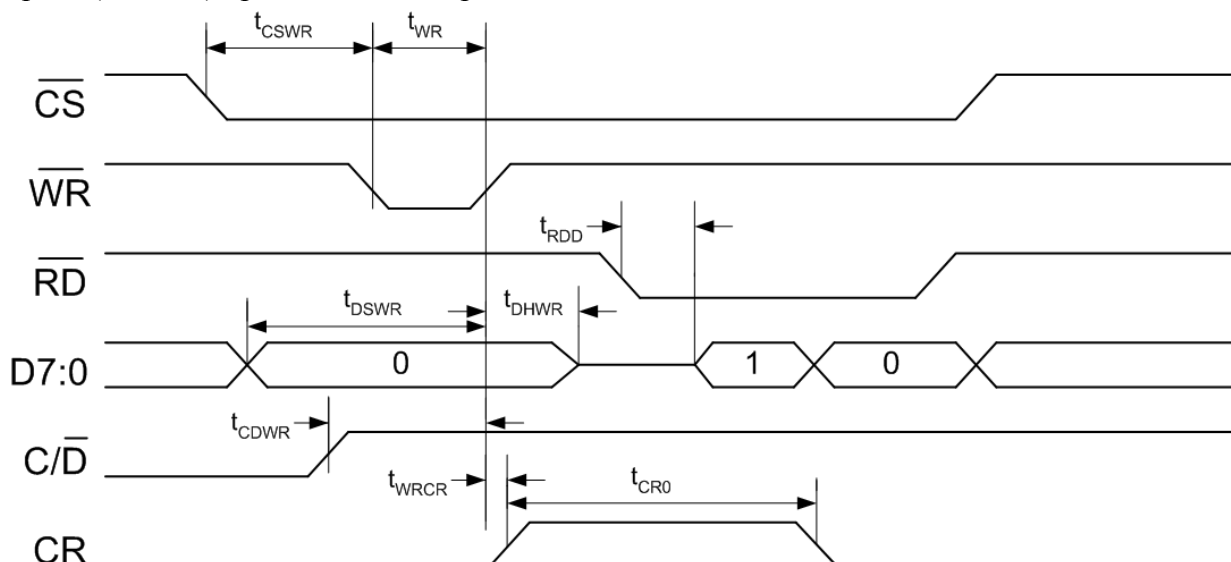 tCSWR tWR
CS
WR
tRDD
RD
tDSWR tDHWR
D7:0 0 1 0
tCDWR
C/D
tWRCR tCR0
CR